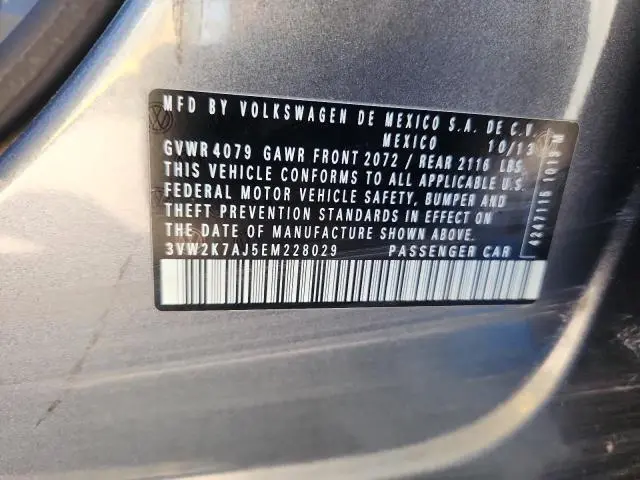 MFD BY VOLKSWAGEN DE MEXICO S.A. DE C.V.
MEXICO 10/13
GVWR 4079 GAWR FRONT 2072 / REAR 2116 LBS
THIS VEHICLE CONFORMS TO ALL APPLICABLE U.S.
FEDERAL MOTOR VEHICLE SAFETY, BUMPER AND
THEFT PREVENTION STANDARDS IN EFFECT ON
THE DATE OF MANUFACTURE SHOWN ABOVE.
3VW2K7AJ5EM228029 PASSENGER CAR
4247115 1013 M